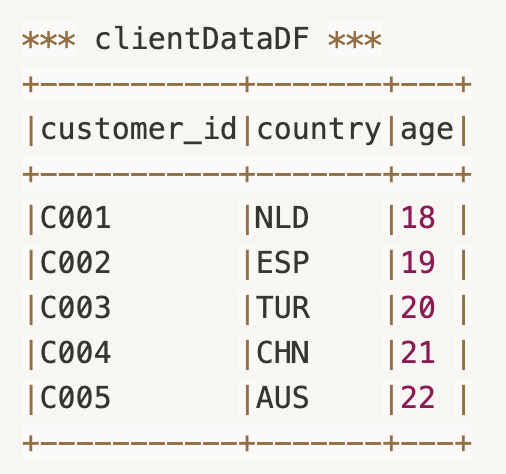 *** clientDataDF ***
+-----------+-------+---+
|customer_id|country|age|
+-----------+-------+---+
|C001       |NLD    |18 |
|C002       |ESP    |19 |
|C003       |TUR    |20 |
|C004       |CHN    |21 |
|C005       |AUS    |22 |
+-----------+-------+---+